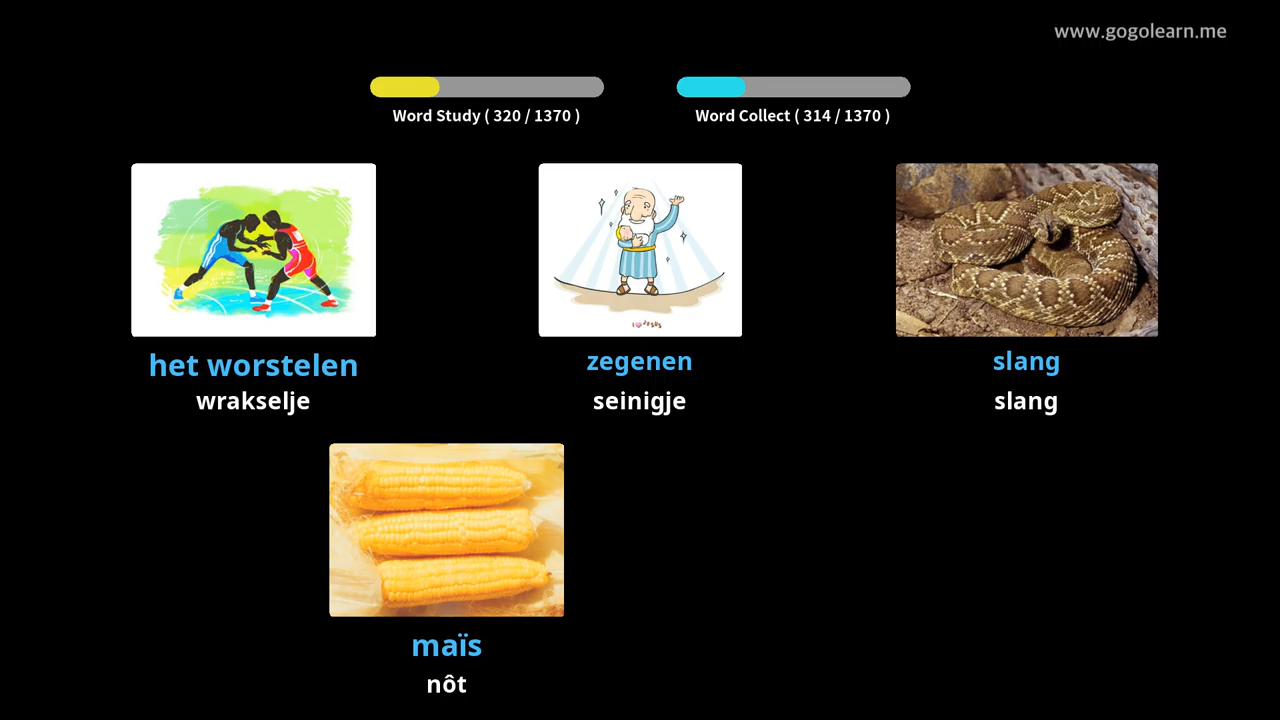 www.gogolearn.me
Word Study ( 320 / 1370 )
Word Collect ( 314 / 1370 )
I ❤ JESUS
het worstelen
zegenen
slang
wrakselje
seinigje
slang
maïs
nôt